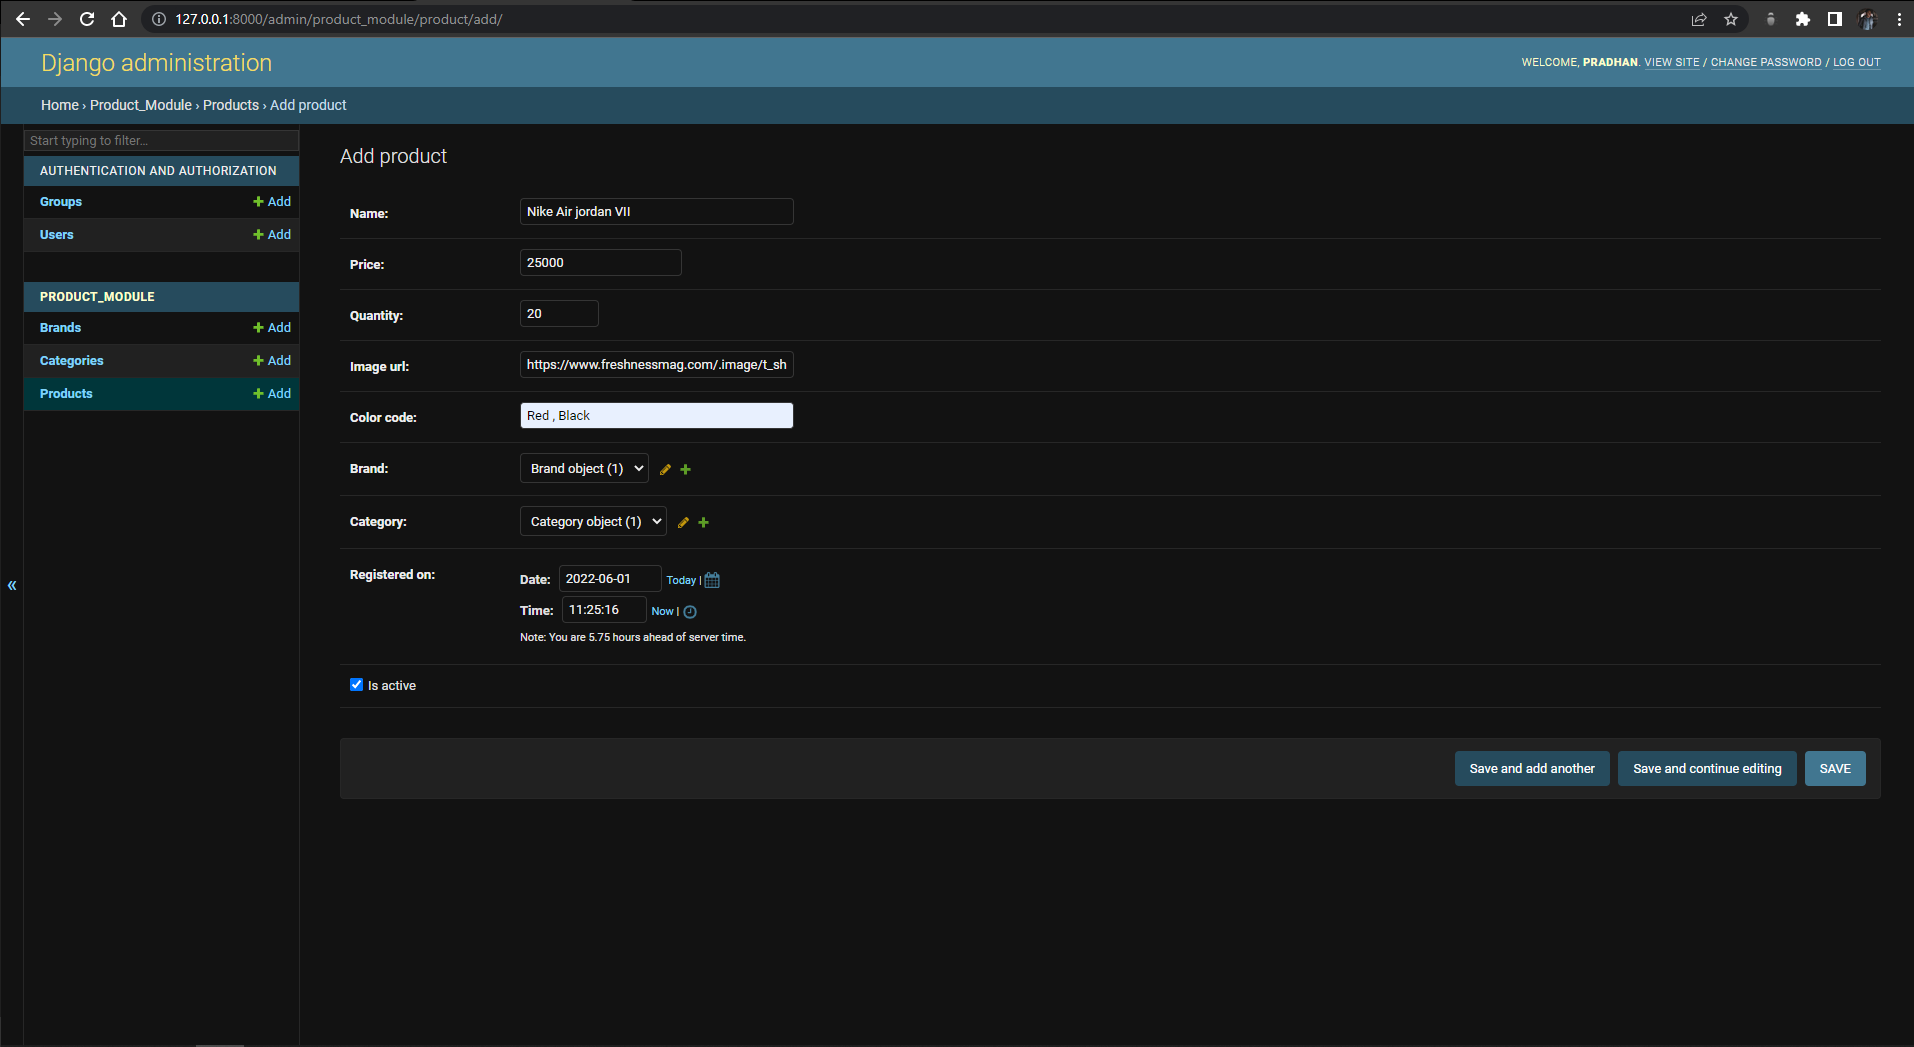 127.0.0.1:8000/admin/product_module/product/add/
Django administration
WELCOME, PRADHAN. VIEW SITE / CHANGE PASSWORD / LOG OUT
Home › Product_Module › Products › Add product
Start typing to filter...
AUTHENTICATION AND AUTHORIZATION
Groups + Add
Users + Add
PRODUCT_MODULE
Brands + Add
Categories + Add
Products + Add
«
Add product
Name: Nike Air jordan VII
Price: 25000
Quantity: 20
Image url: https://www.freshnessmag.com/.image/t_sh
Color code: Red , Black
Brand: Brand object (1)
Category: Category object (1)
Registered on: Date: 2022-06-01 Today |
Time: 11:25:16 Now |
Note: You are 5.75 hours ahead of server time.
Is active
Save and add another Save and continue editing SAVE